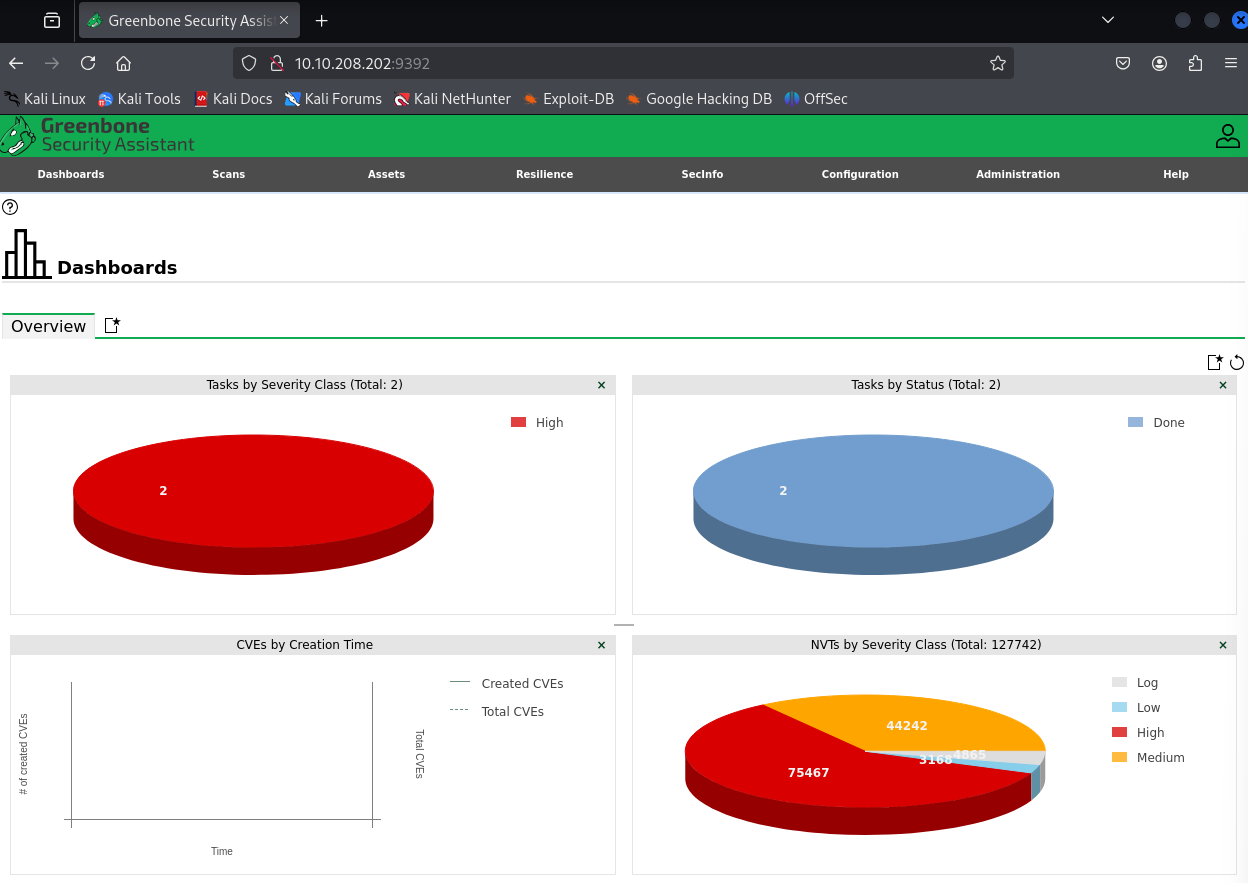 Greenbone Security Assist
10.10.208.202:9392
Kali Linux Kali Tools Kali Docs Kali Forums Kali NetHunter Exploit-DB Google Hacking DB OffSec
Greenbone
Security Assistant
Dashboards Scans Assets Resilience SecInfo Configuration Administration Help
Dashboards
Overview
Tasks by Severity Class (Total: 2)
High
2
Tasks by Status (Total: 2)
Done
2
CVEs by Creation Time
Created CVEs
Total CVEs
# of created CVEs
Total CVEs
Time
NVTs by Severity Class (Total: 127742)
Log
Low
High
Medium
44242
4865
3168
75467